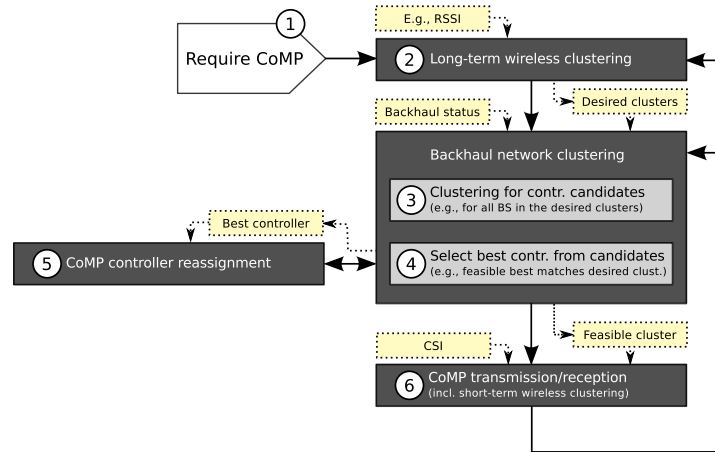 1
Require CoMP
E.g., RSSI
2 Long-term wireless clustering
Desired clusters
Backhaul status
Backhaul network clustering
3 Clustering for contr. candidates
(e.g., for all BS in the desired clusters)
Best controller
4 Select best contr. from candidates
(e.g., feasible best matches desired clust.)
5 CoMP controller reassignment
Feasible cluster
CSI
6 CoMP transmission/reception
(incl. short-term wireless clustering)